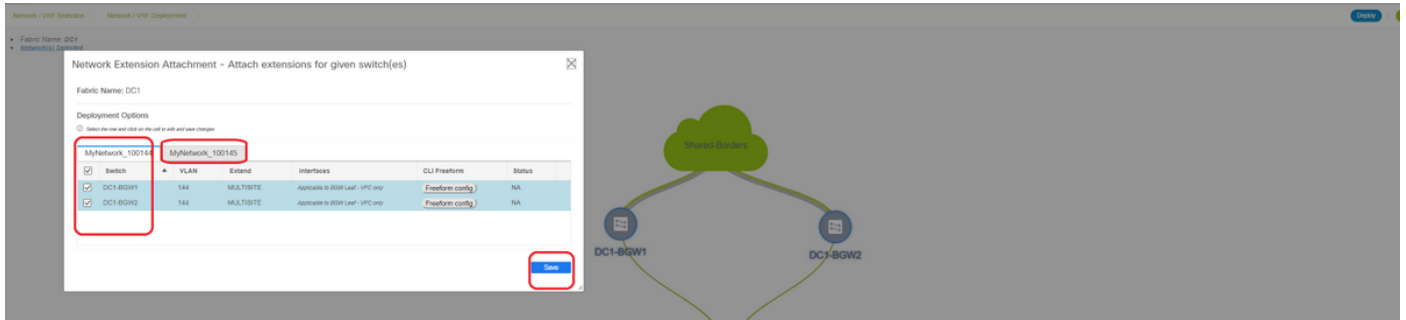 Network / VRF Selection
Network / VRF Deployment
Deploy
Fabric Name: DC1
Network(s) Selected
Network Extension Attachment - Attach extensions for given switch(es)
Fabric Name: DC1
Deployment Options
Select the row and click on the cell to edit and save changes
MyNetwork_100144 MyNetwork_100145
Switch VLAN Extend Interfaces CLI Freeform Status
DC1-BGW1 144 MULTISITE Applicable to BGW Leaf - VPC only Freeform config NA
DC1-BGW2 144 MULTISITE Applicable to BGW Leaf - VPC only Freeform config NA
Save
Shared-Borders
DC1-BGW1
DC1-BGW2